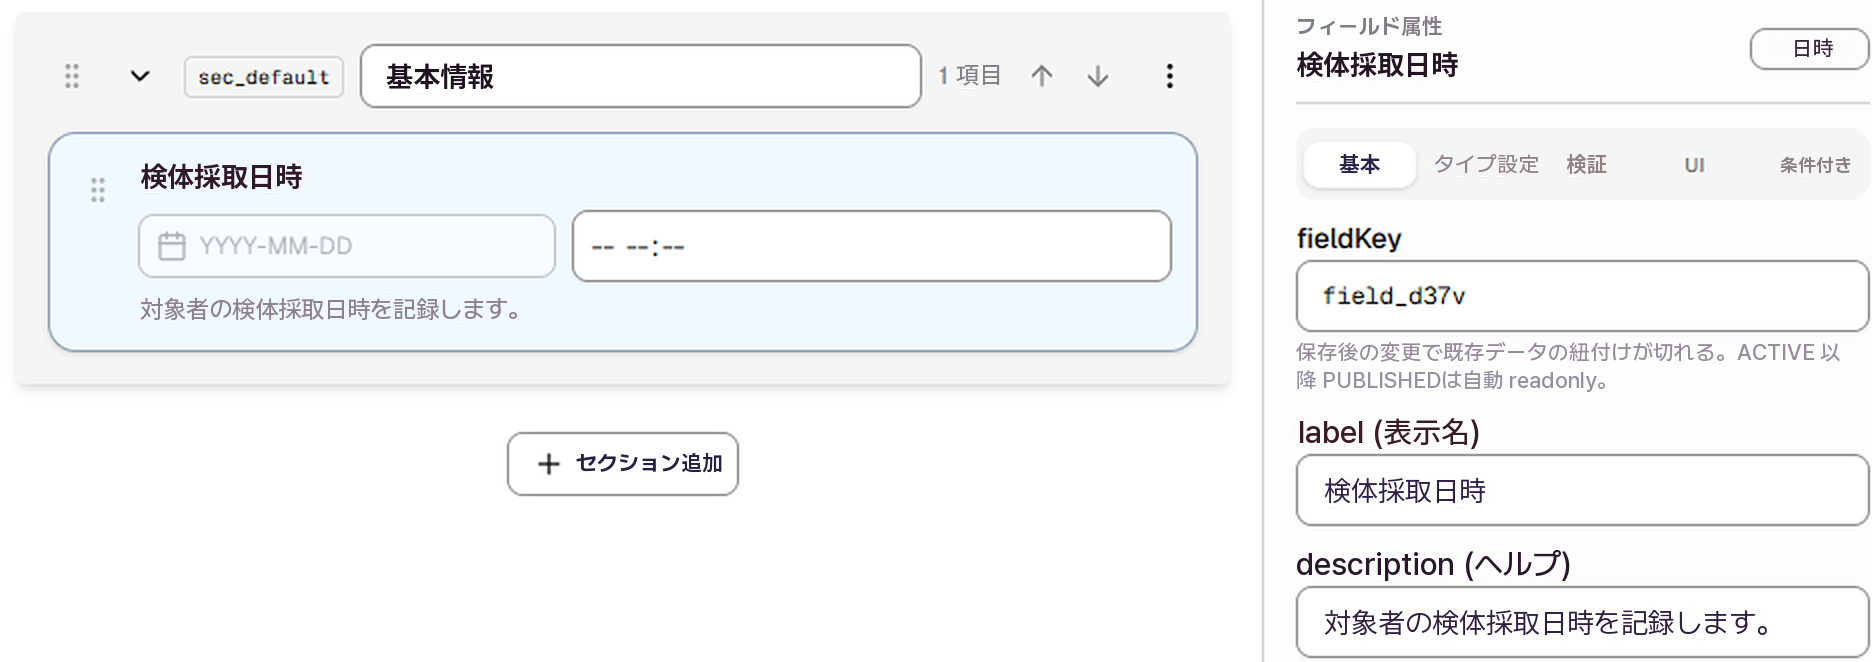 sec_default
基本情報
1 項目
検体採取日時
YYYY-MM-DD
-- --:--
対象者の検体採取日時を記録します。
セクション追加
フィールド属性
検体採取日時
日時
基本 タイプ設定 検証 UI 条件付き
fieldKey
field_d37v
保存後の変更で既存データの紐付けが切れる。ACTIVE 以
降 PUBLISHEDは自動 readonly。
label (表示名)
検体採取日時
description (ヘルプ)
対象者の検体採取日時を記録します。